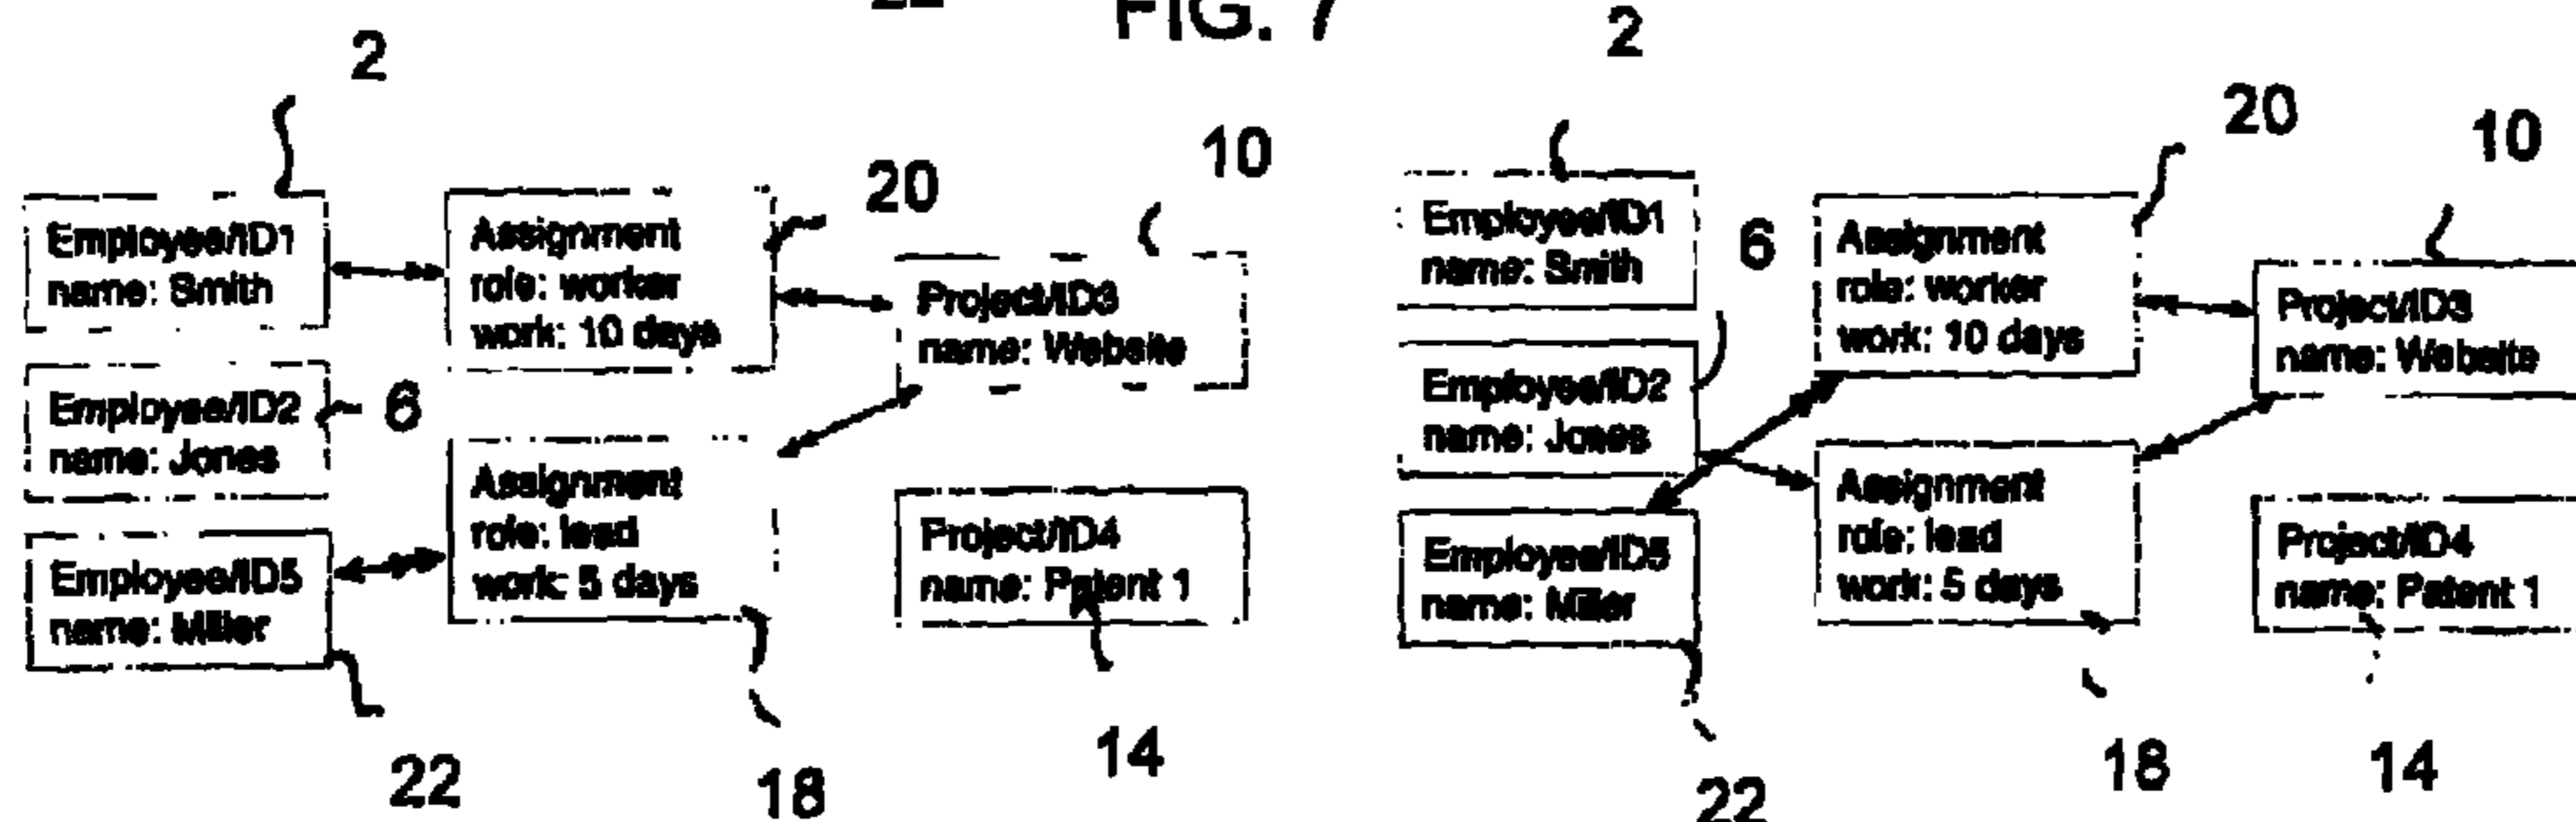 FIG. 7
2
20
10
Employee/ID1
name: Smith
Assignment
role: worker
work: 10 days
Project/ID3
name: Website
Employee/ID2
name: Jones
6
Assignment
role: lead
work: 5 days
Employee/ID5
name: Miller
Project/ID4
name: Patent 1
22
18
14
2
20
10
Employee/ID1
name: Smith
6
Assignment
role: worker
work: 10 days
Project/ID3
name: Website
Employee/ID2
name: Jones
Assignment
role: lead
work: 5 days
Employee/ID5
name: Miller
Project/ID4
name: Patent 1
22
18
14